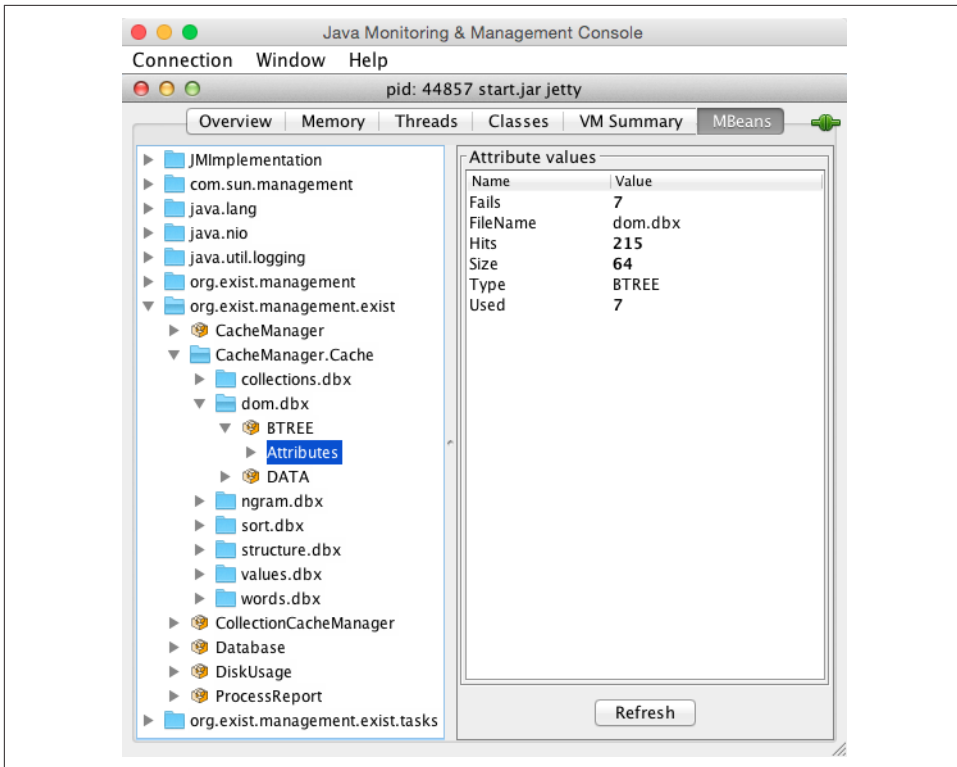 Java Monitoring & Management Console
Connection Window Help
pid: 44857 start.jar jetty
Overview Memory Threads Classes VM Summary MBeans
JMImplementation
com.sun.management
java.lang
java.nio
java.util.logging
org.exist.management
org.exist.management.exist
CacheManager
CacheManager.Cache
collections.dbx
dom.dbx
BTREE
Attributes
DATA
ngram.dbx
sort.dbx
structure.dbx
values.dbx
words.dbx
CollectionCacheManager
Database
DiskUsage
ProcessReport
org.exist.management.exist.tasks
Attribute values
Name Value
Fails 7
FileName dom.dbx
Hits 215
Size 64
Type BTREE
Used 7
Refresh